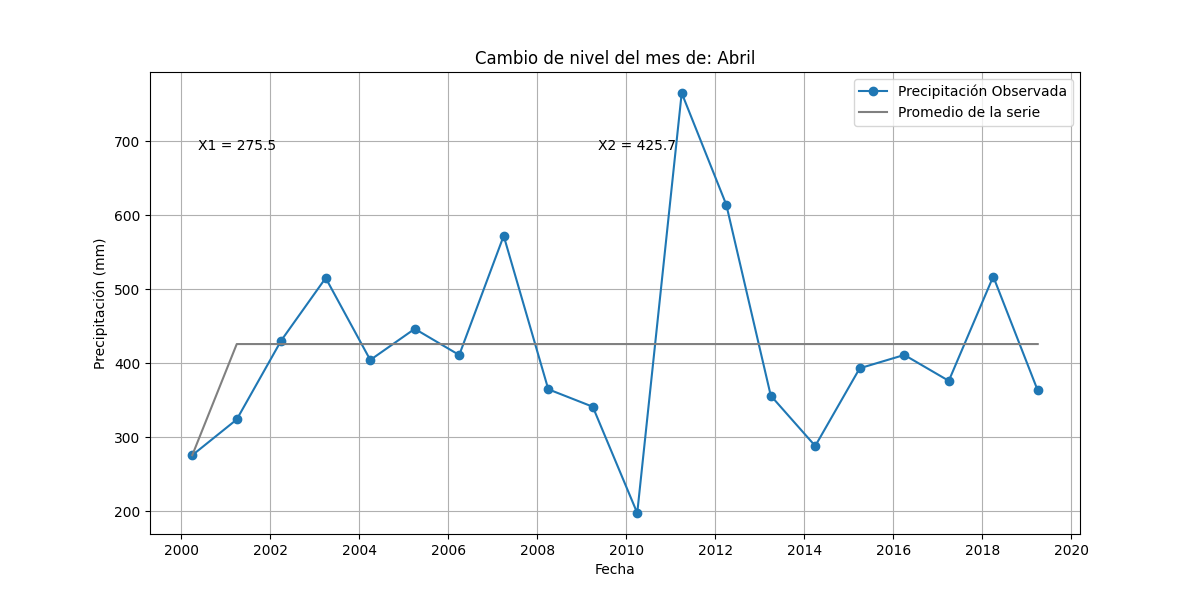 Cambio de nivel del mes de: Abril
Precipitación Observada
Promedio de la serie
X1 = 275.5
X2 = 425.7
Precipitación (mm)
700
600
500
400
300
200
2000 2002 2004 2006 2008 2010 2012 2014 2016 2018 2020
Fecha